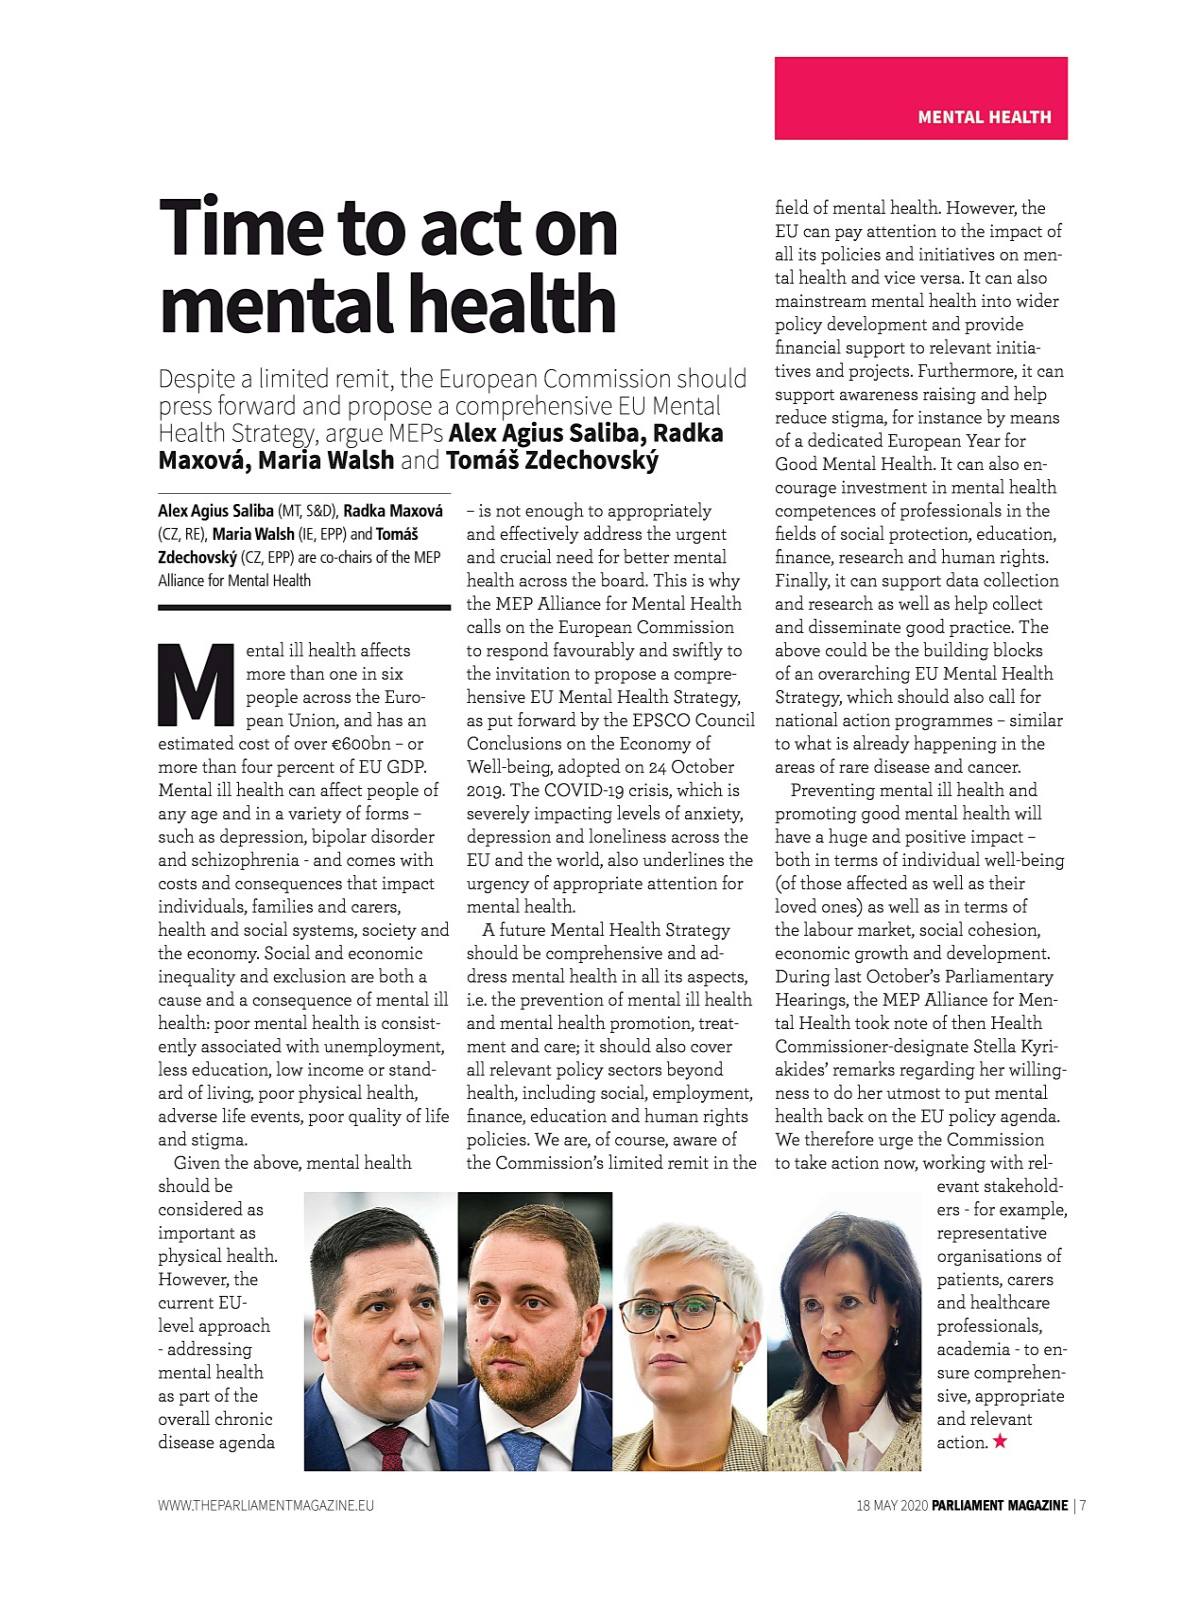 MENTAL HEALTH
Time to act on
mental health
Despite a limited remit, the European Commission should
press forward and propose a comprehensive EU Mental
Health Strategy, argue MEPs Alex Agius Saliba, Radka
Maxová, Maria Walsh and Tomáš Zdechovský
Alex Agius Saliba (MT, S&D), Radka Maxová
(CZ, RE), Maria Walsh (IE, EPP) and Tomáš
Zdechovský (CZ, EPP) are co-chairs of the MEP
Alliance for Mental Health
Mental ill health affects
more than one in six
people across the Euro-
pean Union, and has an
estimated cost of over €600bn – or
more than four percent of EU GDP.
Mental ill health can affect people of
any age and in a variety of forms –
such as depression, bipolar disorder
and schizophrenia - and comes with
costs and consequences that impact
individuals, families and carers,
health and social systems, society and
the economy. Social and economic
inequality and exclusion are both a
cause and a consequence of mental ill
health: poor mental health is consist-
ently associated with unemployment,
less education, low income or stand-
ard of living, poor physical health,
adverse life events, poor quality of life
and stigma.
Given the above, mental health
should be
considered as
important as
physical health.
However, the
current EU-
level approach
- addressing
mental health
as part of the
overall chronic
disease agenda
– is not enough to appropriately
and effectively address the urgent
and crucial need for better mental
health across the board. This is why
the MEP Alliance for Mental Health
calls on the European Commission
to respond favourably and swiftly to
the invitation to propose a compre-
hensive EU Mental Health Strategy,
as put forward by the EPSCO Council
Conclusions on the Economy of
Well-being, adopted on 24 October
2019. The COVID-19 crisis, which is
severely impacting levels of anxiety,
depression and loneliness across the
EU and the world, also underlines the
urgency of appropriate attention for
mental health.
A future Mental Health Strategy
should be comprehensive and ad-
dress mental health in all its aspects,
i.e. the prevention of mental ill health
and mental health promotion, treat-
ment and care; it should also cover
all relevant policy sectors beyond
health, including social, employment,
finance, education and human rights
policies. We are, of course, aware of
the Commission's limited remit in the
field of mental health. However, the
EU can pay attention to the impact of
all its policies and initiatives on men-
tal health and vice versa. It can also
mainstream mental health into wider
policy development and provide
financial support to relevant initia-
tives and projects. Furthermore, it can
support awareness raising and help
reduce stigma, for instance by means
of a dedicated European Year for
Good Mental Health. It can also en-
courage investment in mental health
competences of professionals in the
fields of social protection, education,
finance, research and human rights.
Finally, it can support data collection
and research as well as help collect
and disseminate good practice. The
above could be the building blocks
of an overarching EU Mental Health
Strategy, which should also call for
national action programmes – similar
to what is already happening in the
areas of rare disease and cancer.
Preventing mental ill health and
promoting good mental health will
have a huge and positive impact –
both in terms of individual well-being
(of those affected as well as their
loved ones) as well as in terms of
the labour market, social cohesion,
economic growth and development.
During last October's Parliamentary
Hearings, the MEP Alliance for Men-
tal Health took note of then Health
Commissioner-designate Stella Kyri-
akides' remarks regarding her willing-
ness to do her utmost to put mental
health back on the EU policy agenda.
We therefore urge the Commission
to take action now, working with rel-
evant stakehold-
ers - for example,
representative
organisations of
patients, carers
and healthcare
professionals,
academia - to en-
sure comprehen-
sive, appropriate
and relevant
action. ★
WWW.THEPARLIAMENTMAGAZINE.EU
18 MAY 2020 PARLIAMENT MAGAZINE | 7